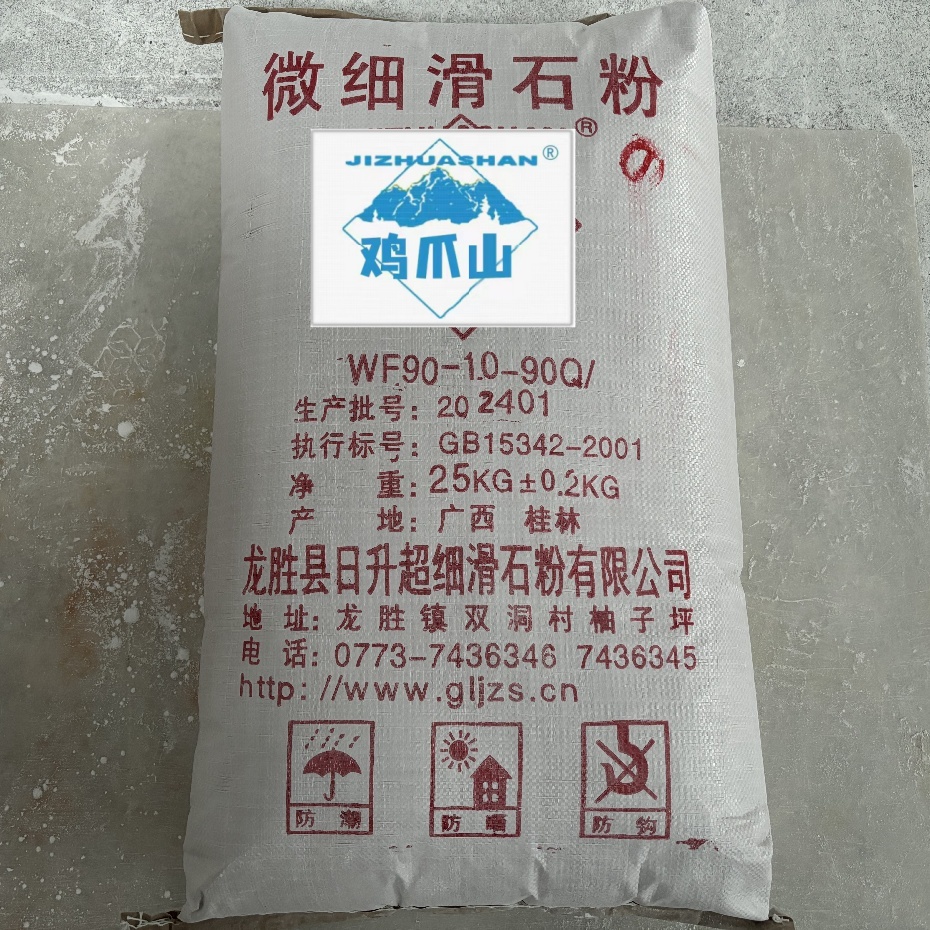 微细滑石粉
®
JIZHUASHAN®
鸡爪山
WF90-10-90Q/
生产批号：202401
执行标号：GB15342-2001
净 重：25KG±0.2KG
产 地：广西 桂林
龙胜县日升超细滑石粉有限公司
地 址：龙胜镇双洞村柚子坪
电 话：0773-7436346 7436345
http://www.gljzs.cn
防 潮 防 晒 防 钩